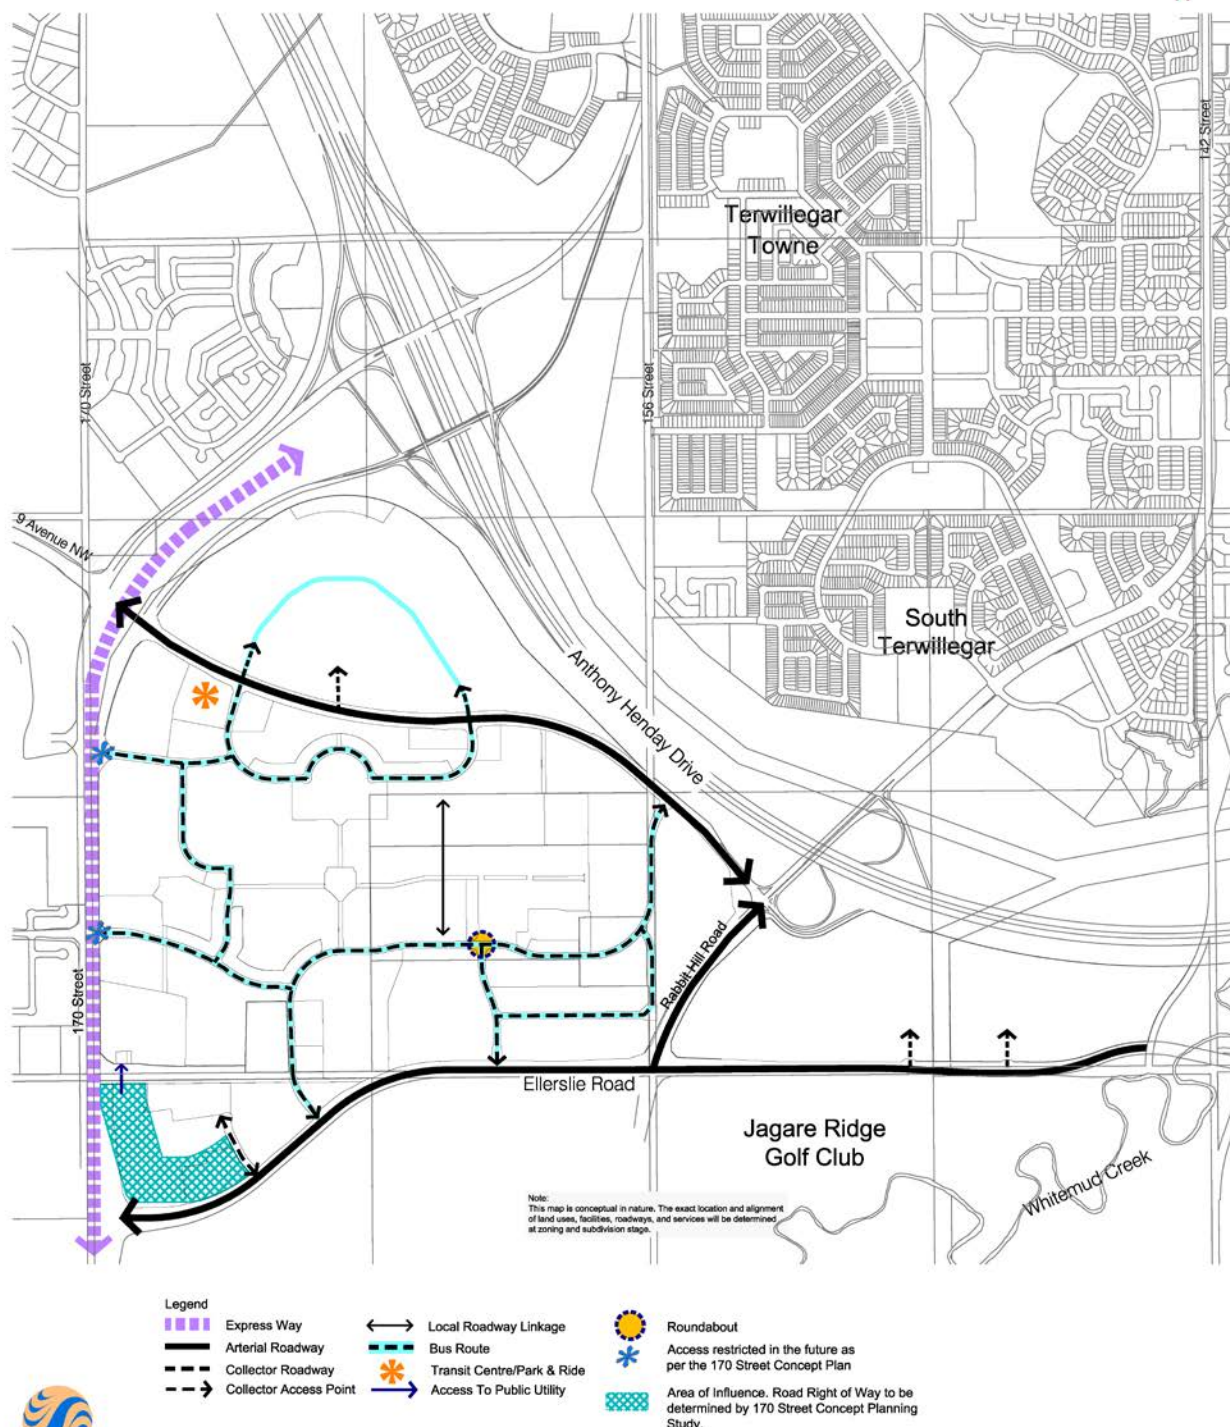 142 Street
Terwillegar
Towne
170 Street
156 Street
9 Avenue NW
South
Terwillegar
Anthony Henday Drive
Rabbit Hill Road
170 Street
Ellerslie Road
Jagare Ridge
Golf Club
Whitemud Creek
Note:
This map is conceptual in nature. The exact location and alignment
of land uses, facilities, roadways, and services will be determined
at zoning and subdivision stage.
Legend
Express Way
Arterial Roadway
Collector Roadway
Collector Access Point
Local Roadway Linkage
Bus Route
Transit Centre/Park & Ride
Access To Public Utility
Roundabout
Access restricted in the future as
per the 170 Street Concept Plan
Area of Influence. Road Right of Way to be
determined by 170 Street Concept Planning
Study.